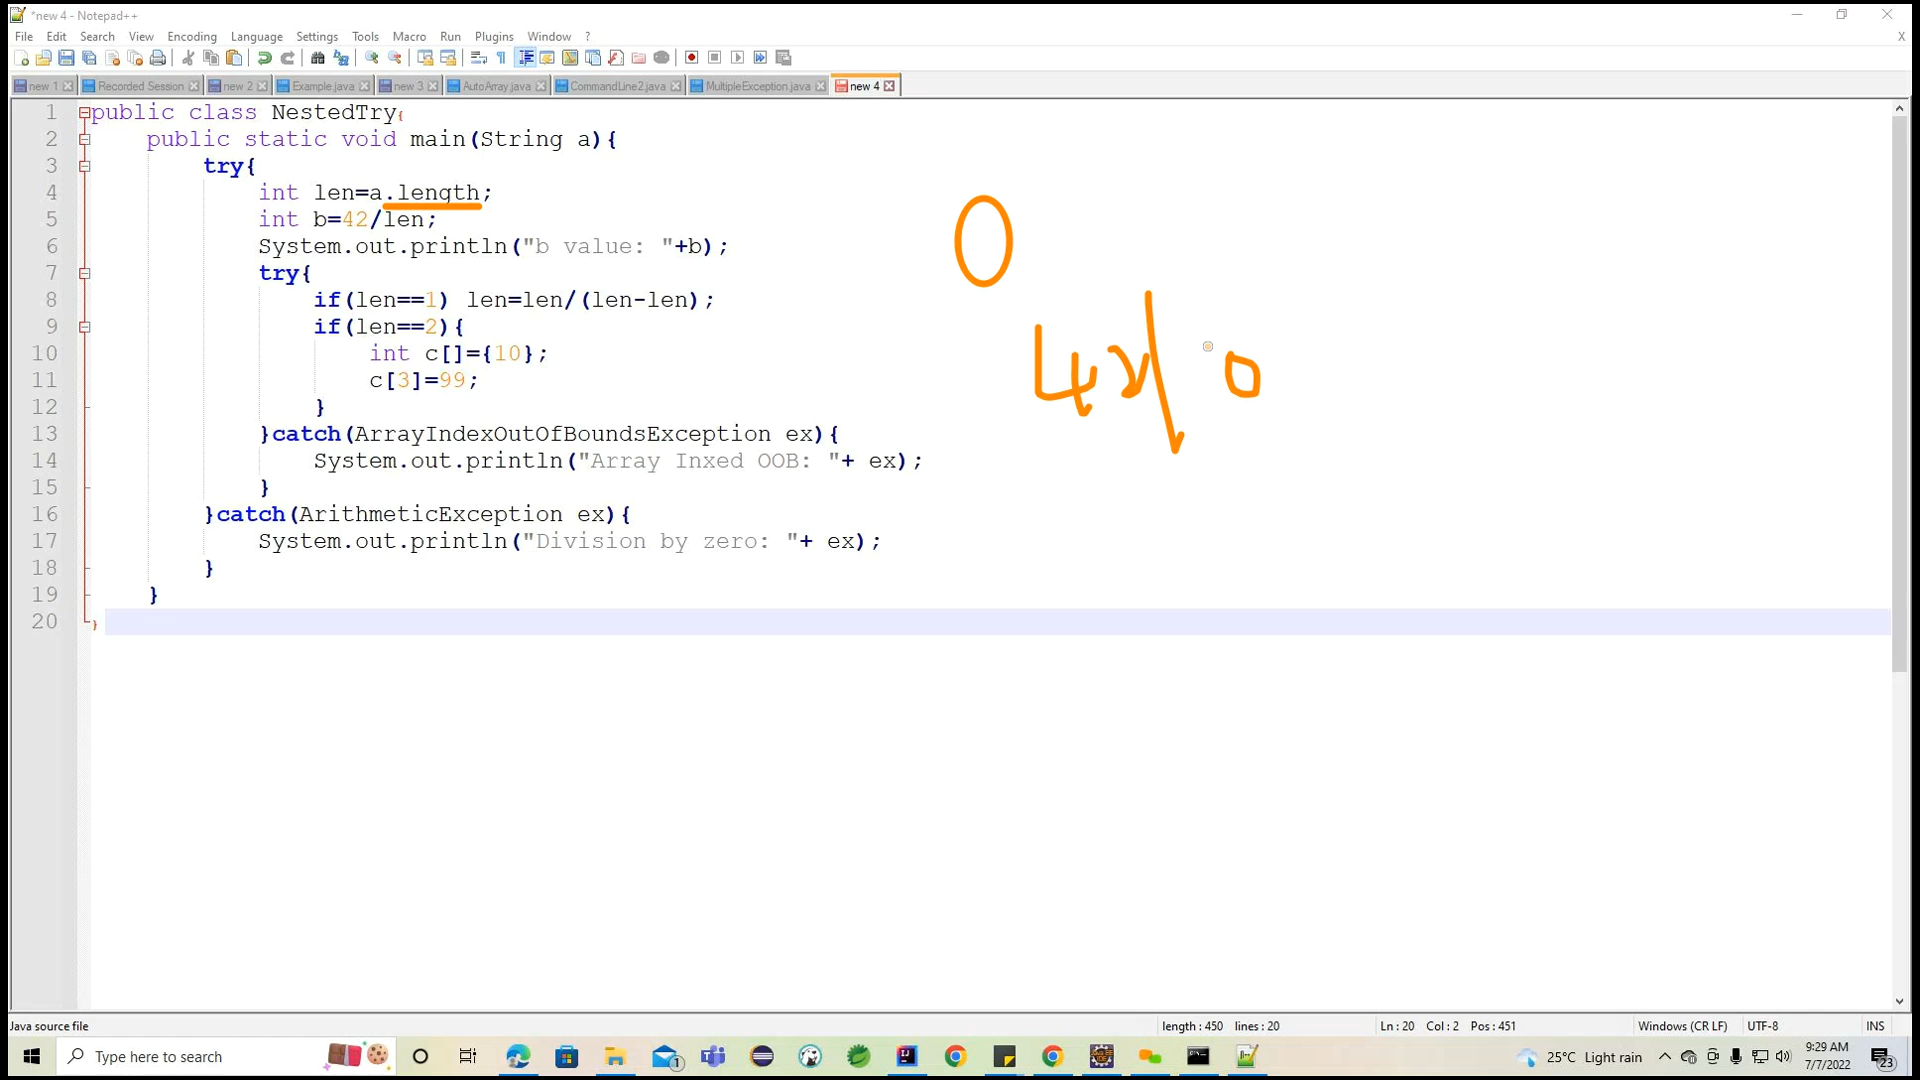 *new 4 - Notepad++
File Edit Search View Encoding Language Settings Tools Macro Run Plugins Window ? X
new 1 Recorded Session new 2 Example.java new 3 AutoArray.java CommandLine2.java MultipleException.java new 4
1 public class NestedTry{
2 public static void main(String a){
3 try{
4 int len=a.length;
5 int b=42/len;
6 System.out.println("b value: "+b);
7 try{
8 if(len==1) len=len/(len-len);
9 if(len==2){
10 int c[]={10};
11 c[3]=99;
12 }
13 }catch(ArrayIndexOutOfBoundsException ex){
14 System.out.println("Array Inxed OOB: "+ ex);
15 }
16 }catch(ArithmeticException ex){
17 System.out.println("Division by zero: "+ ex);
18 }
19 }
20 }
0
42/0
Java source file length : 450 lines : 20 Ln : 20 Col : 2 Pos : 451 Windows (CR LF) UTF-8 INS
Type here to search 1 25°C Light rain 9:29 AM
7/7/2022 23